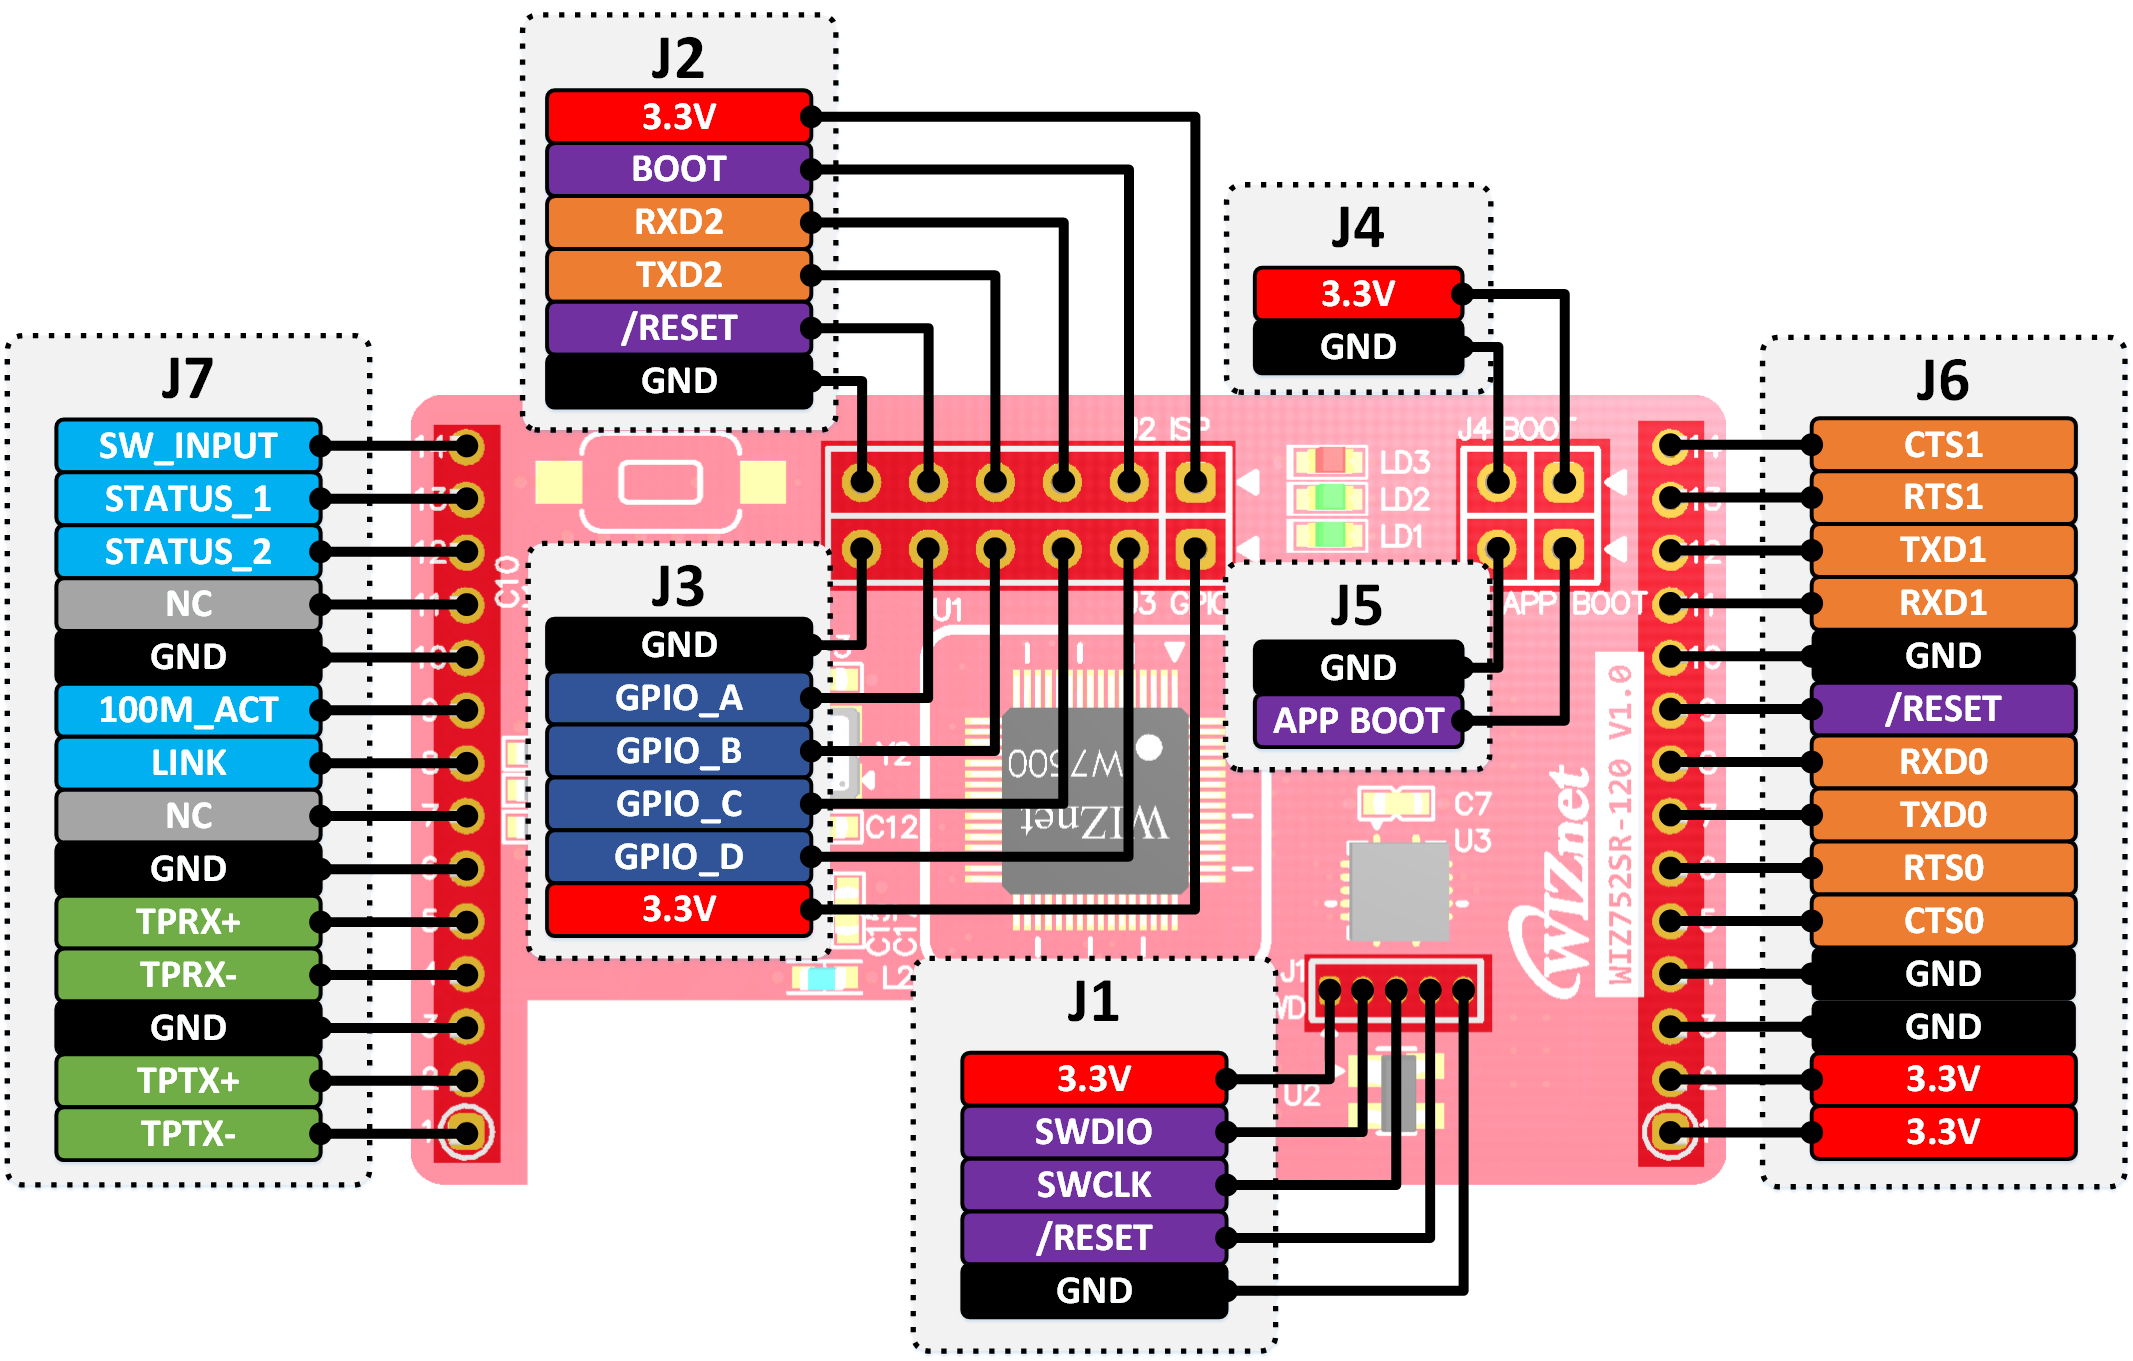 J2
3.3V
BOOT
RXD2
TXD2
/RESET
GND
J4
3.3V
GND
J7
SW_INPUT
STATUS_1
STATUS_2
NC
GND
100M_ACT
LINK
NC
GND
TPRX+
TPRX-
GND
TPTX+
TPTX-
J6
CTS1
RTS1
TXD1
RXD1
GND
/RESET
RXD0
TXD0
RTS0
CTS0
GND
GND
3.3V
3.3V
J3
GND
GPIO_A
GPIO_B
GPIO_C
GPIO_D
3.3V
J5
GND
APP BOOT
J1
3.3V
SWDIO
SWCLK
/RESET
GND
J2 ISP
J4 BOOT
LD3
LD2
LD1
C10
U1
J3 GPIO
APP BOOT
Y2
C12
W7500
WIZnet
C7
U3
L2
J1
U2
WIZnet
WIZ752SR-120 V1.0